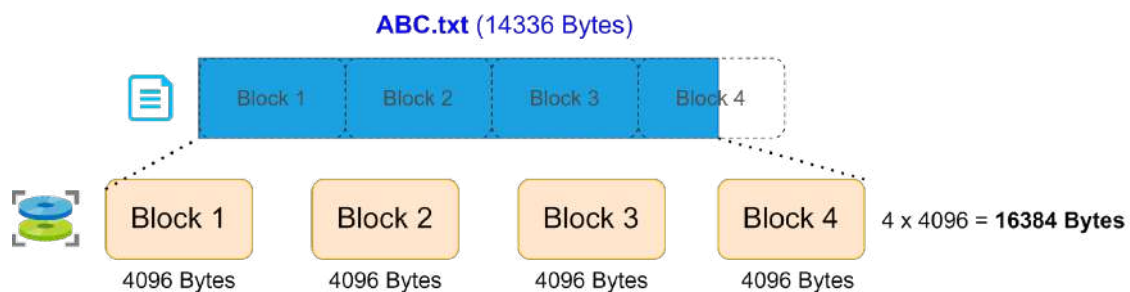 ABC.txt (14336 Bytes)
Block 1 Block 2 Block 3 Block 4
Block 1 Block 2 Block 3 Block 4 4 x 4096 = 16384 Bytes
4096 Bytes 4096 Bytes 4096 Bytes 4096 Bytes